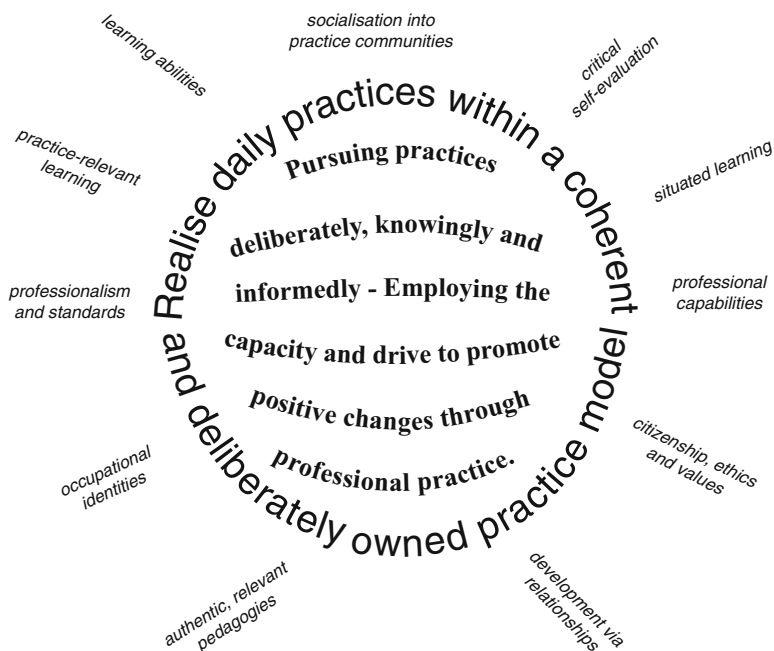 socialisation into
practice communities
critical
self-evaluation
situated learning
professional
capabilities
citizenship, ethics
and values
development via
relationships
authentic, relevant
pedagogies
occupational
identities
professionalism
and standards
practice-relevant
learning
learning abilities
Realise daily practices within a coherent
and deliberately owned practice model
Pursuing practices
deliberately, knowingly and
informedly - Employing the
capacity and drive to promote
positive changes through
professional practice.